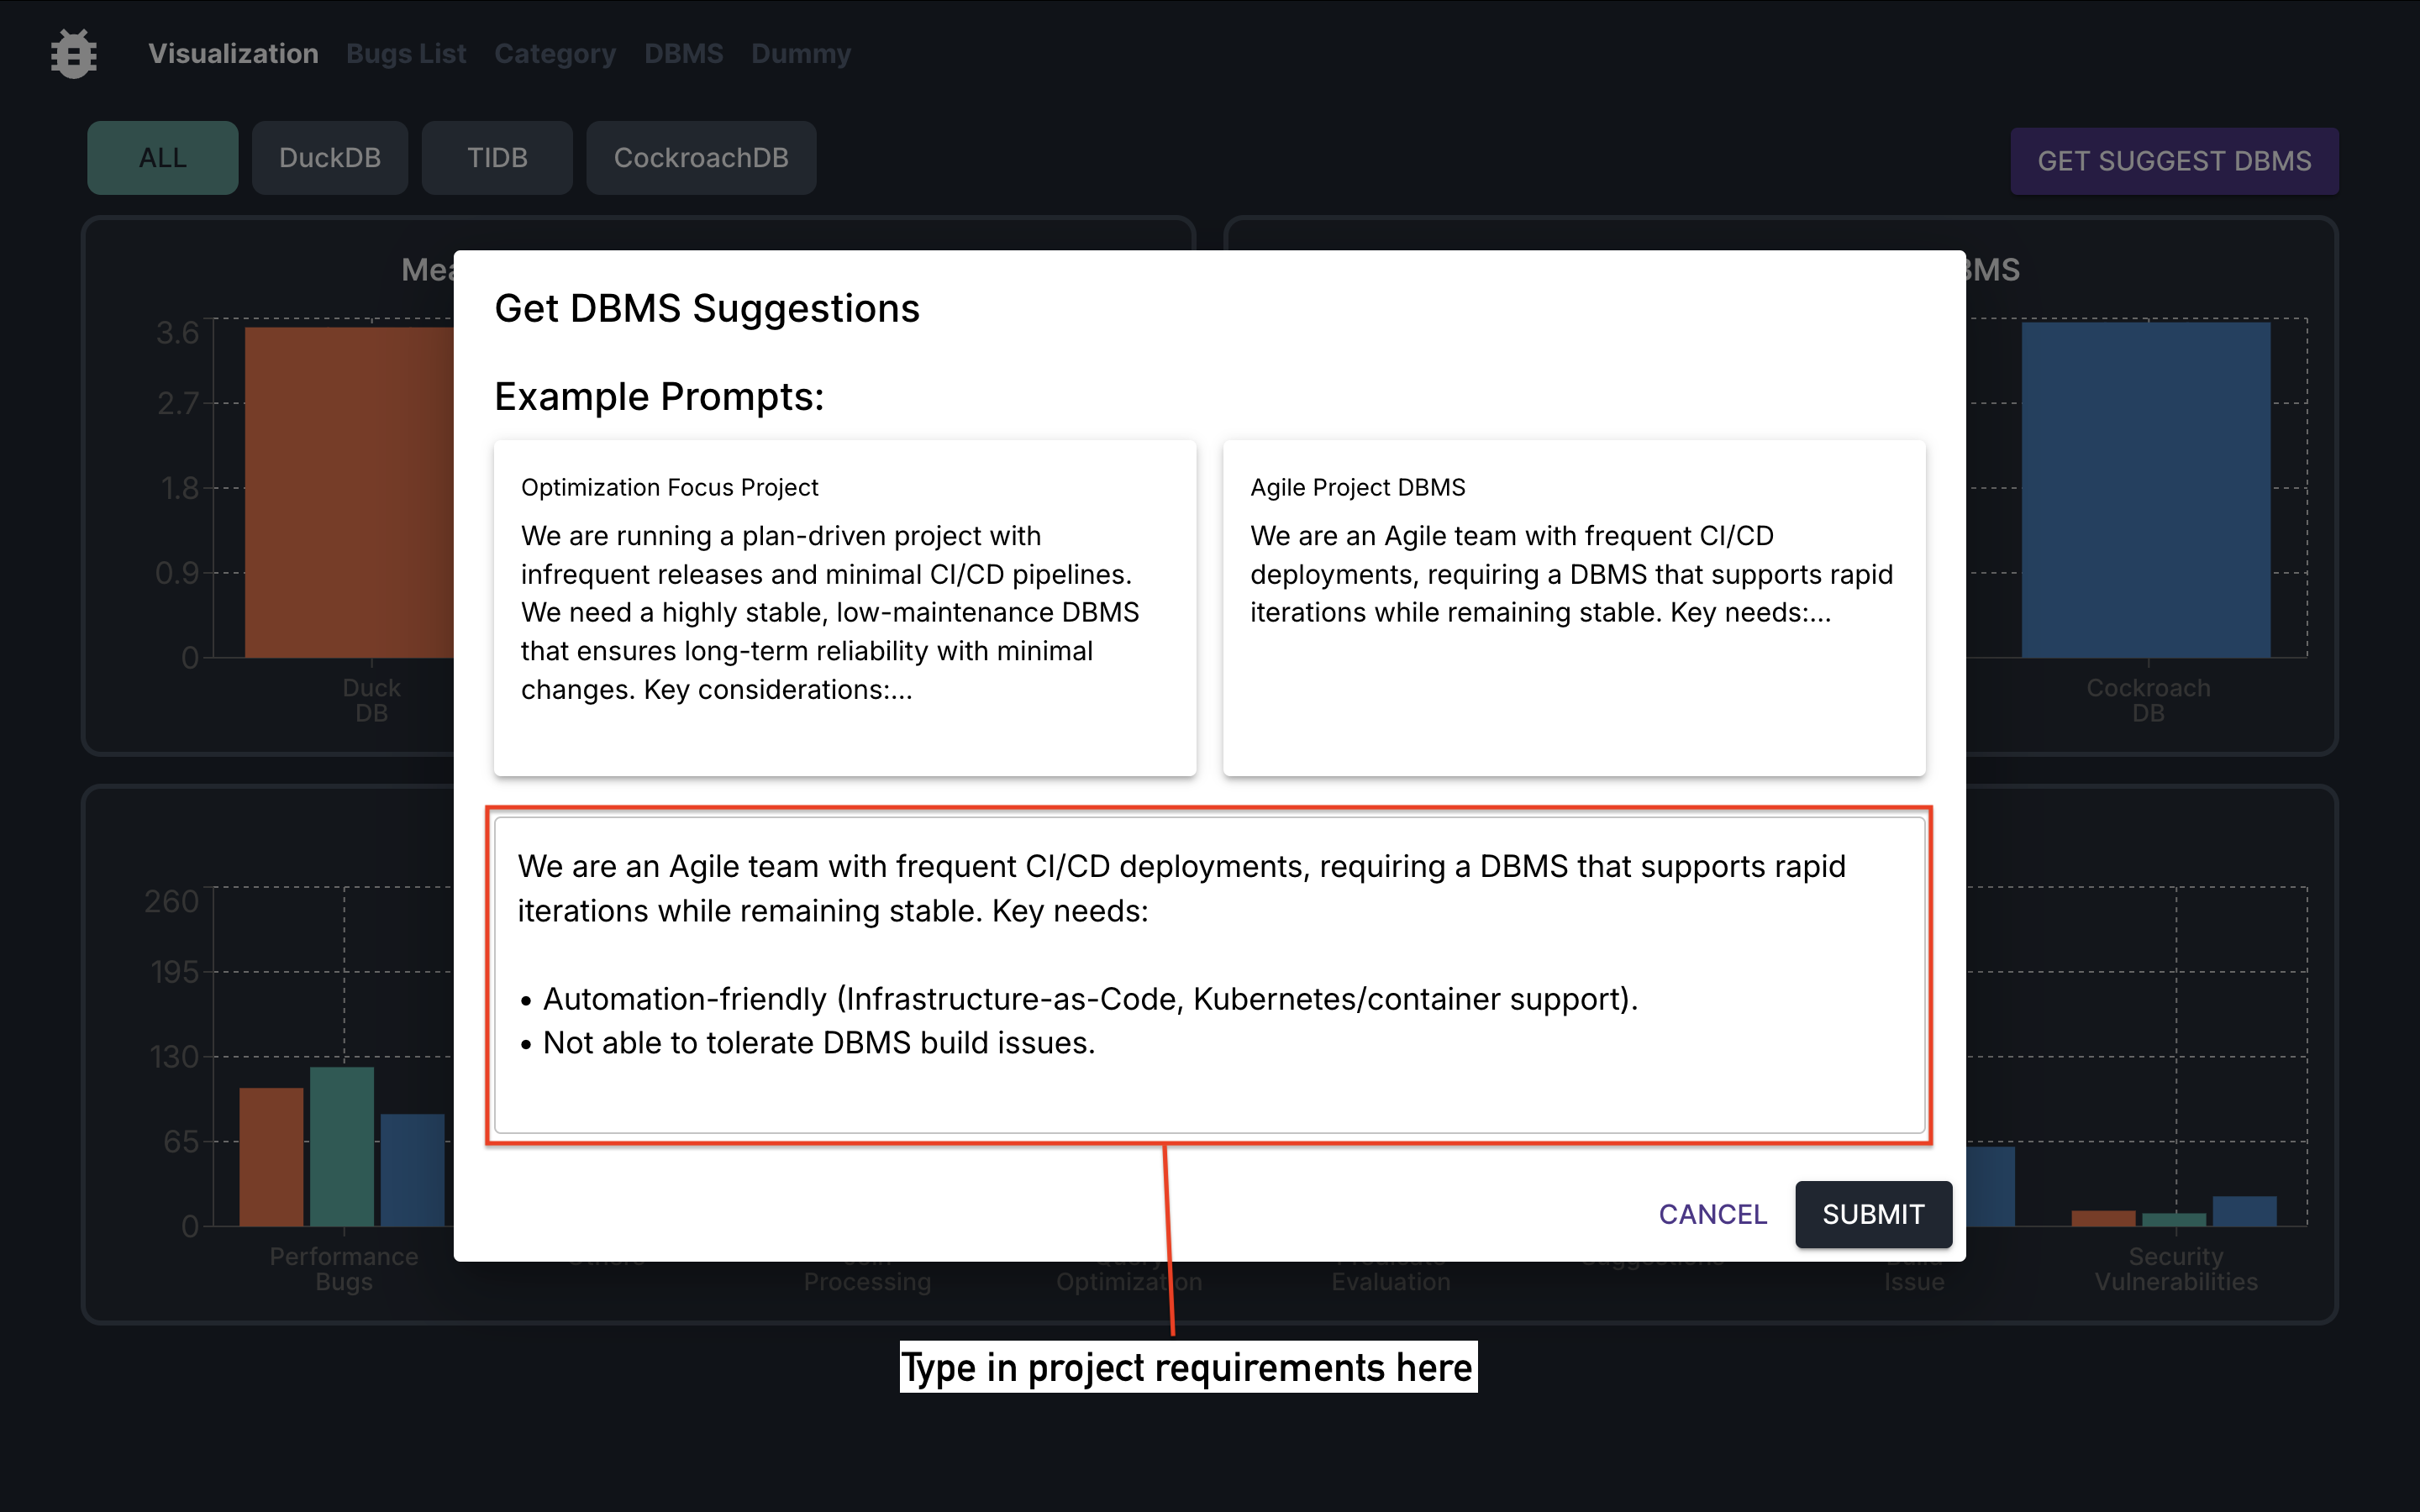 Visualization Bugs List Category DBMS Dummy
ALL DuckDB TIDB CockroachDB
GET SUGGEST DBMS
3.6
2.7
1.8
0.9
0
Duck
DB
Cockroach
DB
Get DBMS Suggestions
Example Prompts:
Optimization Focus Project
We are running a plan-driven project with
infrequent releases and minimal CI/CD pipelines.
We need a highly stable, low-maintenance DBMS
that ensures long-term reliability with minimal
changes. Key considerations:...
Agile Project DBMS
We are an Agile team with frequent CI/CD
deployments, requiring a DBMS that supports rapid
iterations while remaining stable. Key needs:...
We are an Agile team with frequent CI/CD deployments, requiring a DBMS that supports rapid
iterations while remaining stable. Key needs:
• Automation-friendly (Infrastructure-as-Code, Kubernetes/container support).
• Not able to tolerate DBMS build issues.
CANCEL SUBMIT
260
195
130
65
0
Performance
Bugs
Processing
Optimization
Evaluation
Issue
Security
Vulnerabilities
Type in project requirements here